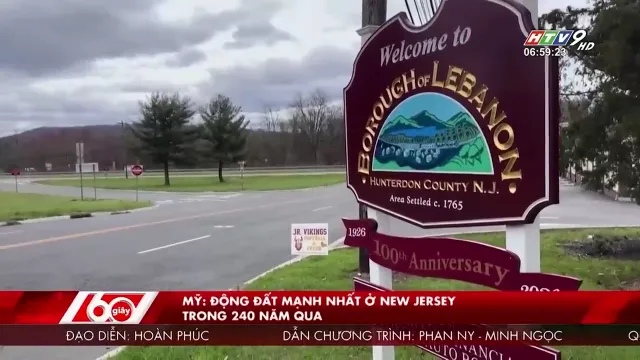 HTV9 HD
06:59:23
Welcome to
BOROUGH OF LEBANON
HUNTERDON COUNTY N.J.
Area Settled c. 1765
1926
100th Anniversary
JR. VIKINGS
60 giây
MỸ: ĐỘNG ĐẤT MẠNH NHẤT Ở NEW JERSEY
TRONG 240 NĂM QUA
ĐẠO DIỄN: HOÀN PHÚC
DẪN CHƯƠNG TRÌNH: PHAN NY - MINH NGỌC